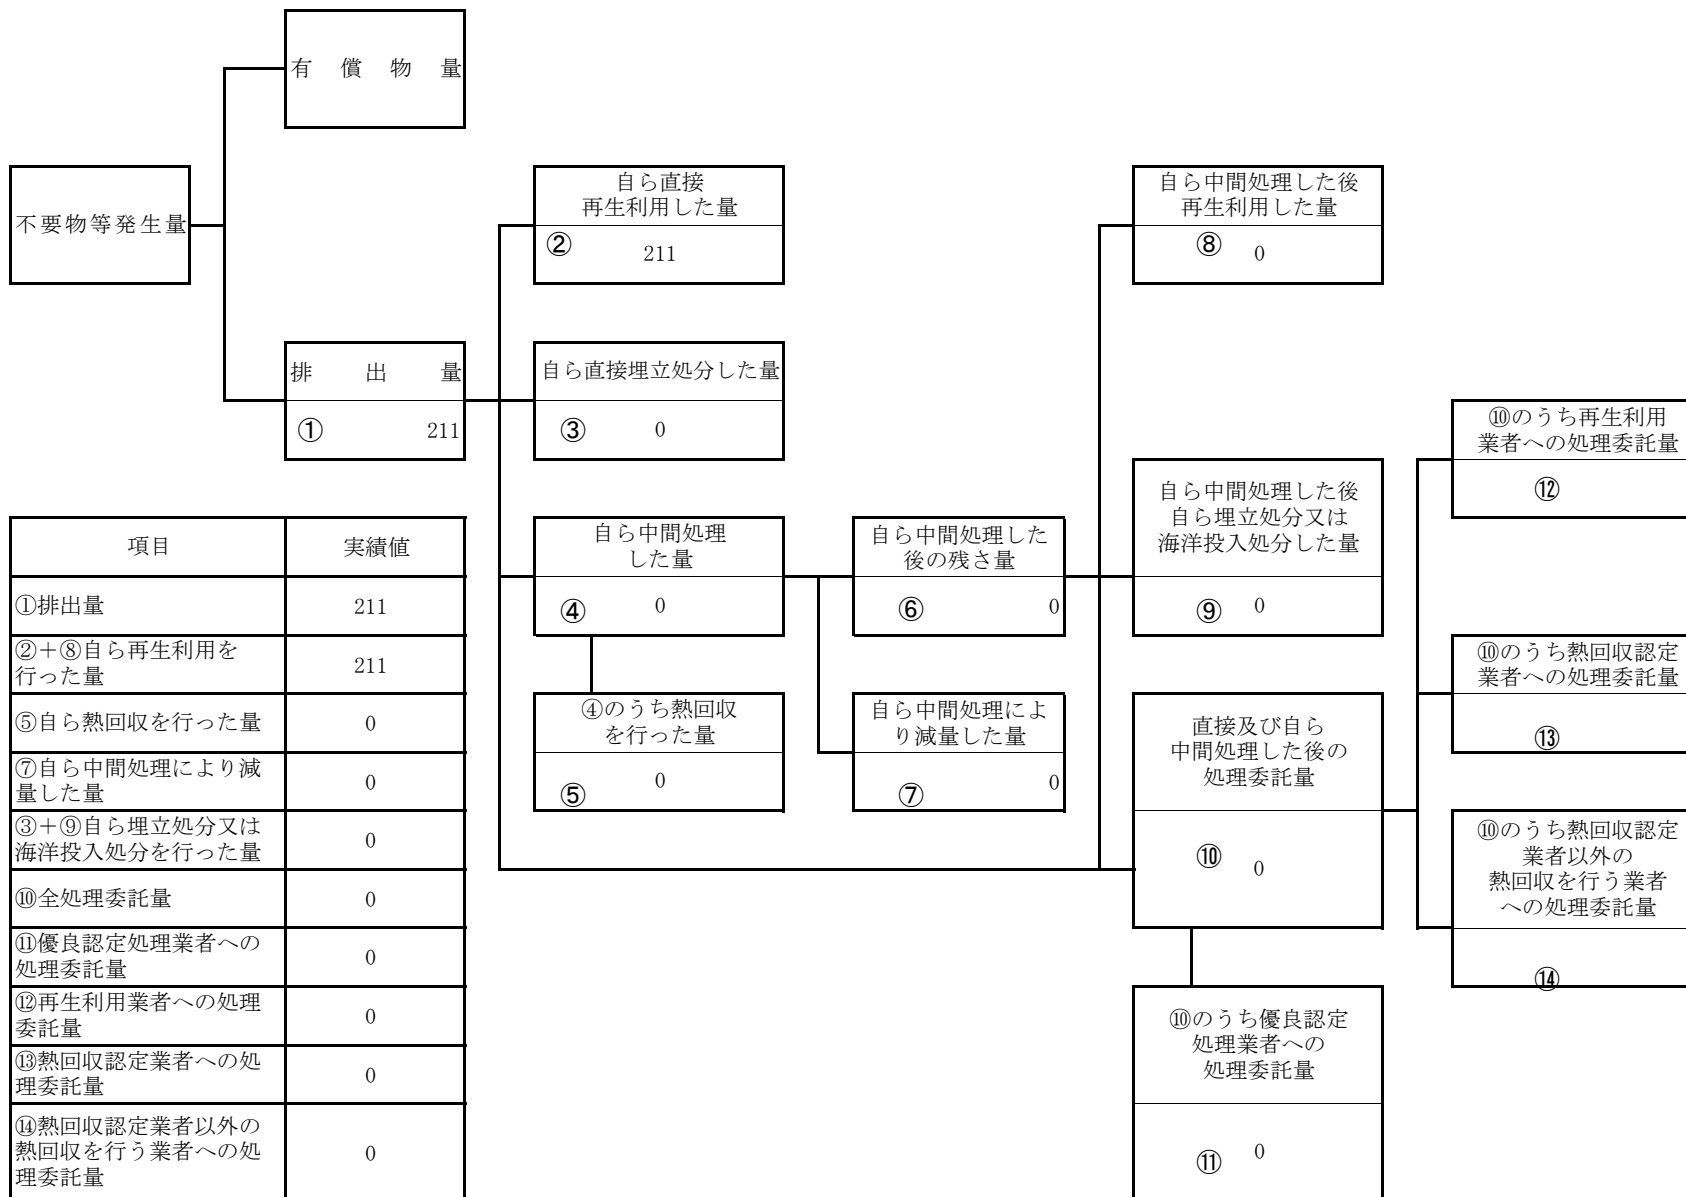 有償物量
不要物等発生量
自ら直接
再生利用した量
②
211
自ら中間処理した後
再生利用した量
⑧
0
排出量
①
211
自ら直接埋立処分した量
③
0
⑩のうち再生利用
業者への処理委託量
⑫
自ら中間処理
した量
④
0
自ら中間処理した
後の残さ量
⑥
0
自ら中間処理した後
自ら埋立処分又は
海洋投入処分した量
⑨
0
④のうち熱回収
を行った量
⑤
0
自ら中間処理によ
り減量した量
⑦
0
直接及び自ら
中間処理した後の
処理委託量
⑩
0
⑩のうち熱回収認定
業者への処理委託量
⑬
⑩のうち熱回収認定
業者以外の
熱回収を行う業者
への処理委託量
⑭
⑩のうち優良認定
処理業者への
処理委託量
⑪
0
項目
実績値
①排出量
211
②+⑧自ら再生利用を
行った量
211
⑤自ら熱回収を行った量
0
⑦自ら中間処理により減
量した量
0
③+⑨自ら埋立処分又は
海洋投入処分を行った量
0
⑩全処理委託量
0
⑪優良認定処理業者への
処理委託量
0
⑫再生利用業者への処理
委託量
0
⑬熱回収認定業者への処
理委託量
0
⑭熱回収認定業者以外の
熱回収を行う業者への処
理委託量
0